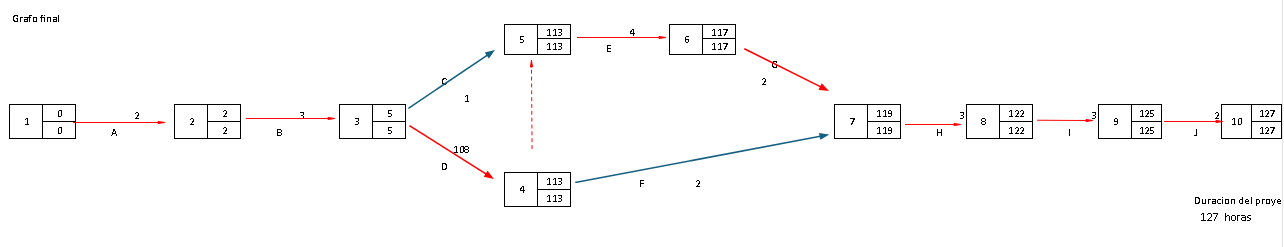 Grafo final
5 113 113
4
E
6 117 117
G
2
C
1
1 0 0
2
A
2 2 2
3
B
3 5 5
108
D
4 113 113
F 2
7 119 119
3
H
8 122 122
3
I
9 125 125
2
J
10 127 127
Duracion del proye
127 horas